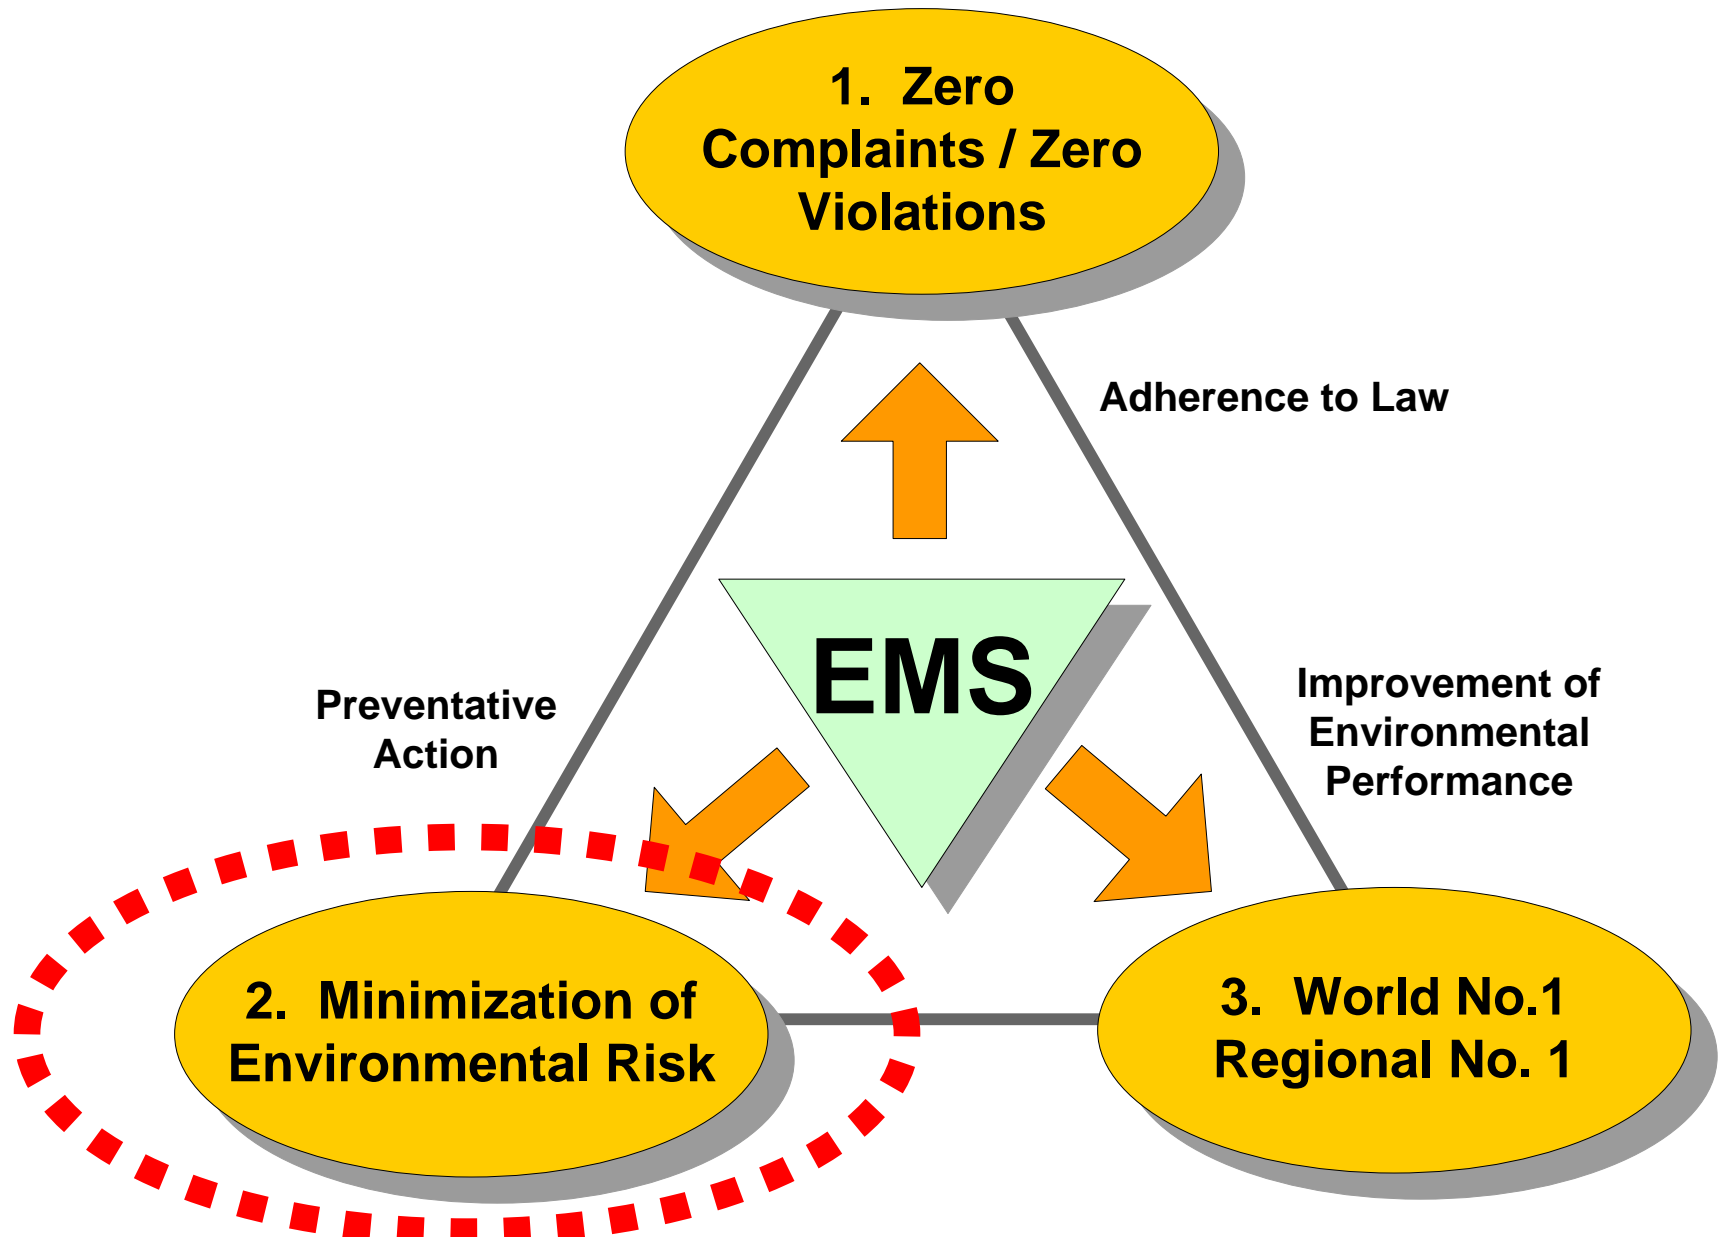 1.  Zero
Complaints / Zero
Violations
Adherence to Law
EMS
Preventative
Action
Improvement of
Environmental
Performance
2.  Minimization of
Environmental Risk
3.  World No.1
Regional No. 1